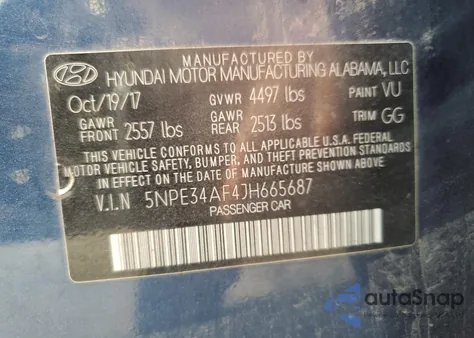 MANUFACTURED BY
HYUNDAI MOTOR MANUFACTURING ALABAMA, LLC
Oct/19/17 GVWR 4497 lbs PAINT VU
GAWR FRONT 2557 lbs GAWR REAR 2513 lbs TRIM GG
THIS VEHICLE CONFORMS TO ALL APPLICABLE U.S.A. FEDERAL
MOTOR VEHICLE SAFETY, BUMPER, AND THEFT PREVENTION
STANDARDS IN EFFECT ON THE DATE OF MANUFACTURE SHOWN ABOVE.
V.I.N 5NPE34AF4JH665687
PASSENGER CAR
autoSnap